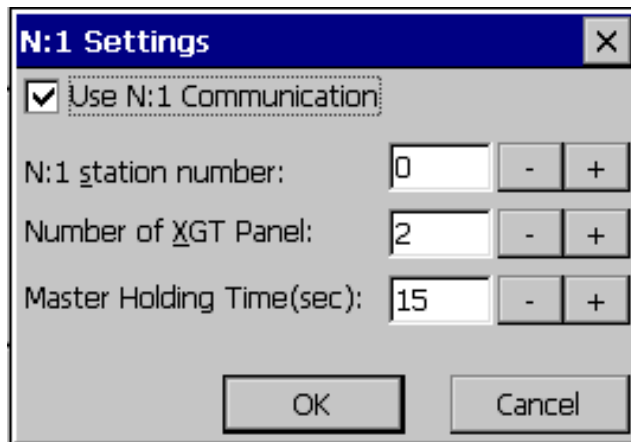 N:1 Settings
Use N:1 Communication
N:1 station number: 0 - +
Number of XGT Panel: 2 - +
Master Holding Time(sec): 15 - +
OK Cancel